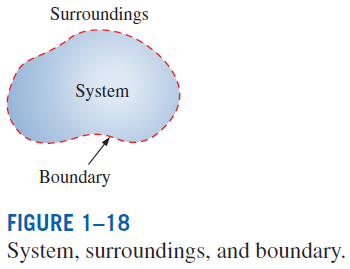 Surroundings
System
Boundary
FIGURE 1–18
System, surroundings, and boundary.